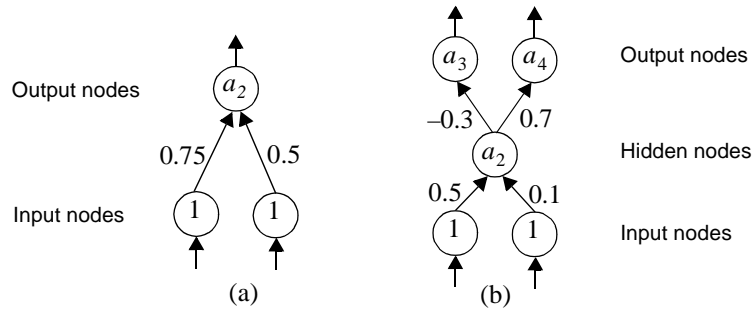 Output nodes
a2
0.75
0.5
Input nodes
1
1
(a)
a3
a4
Output nodes
–0.3
0.7
a2
Hidden nodes
0.5
0.1
1
1
Input nodes
(b)